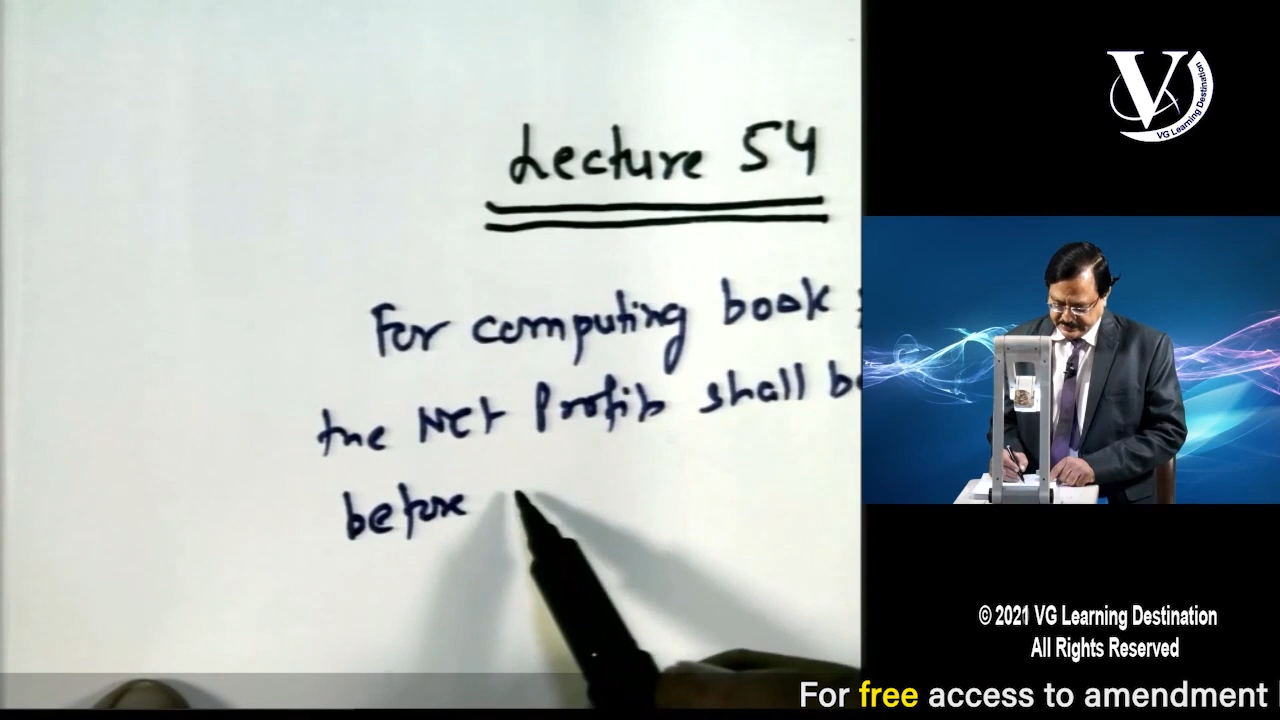 Lecture 54
For computing book
the Net Profit shall be
before
V
VG Learning Destination
© 2021 VG Learning Destination
All Rights Reserved
For free access to amendment